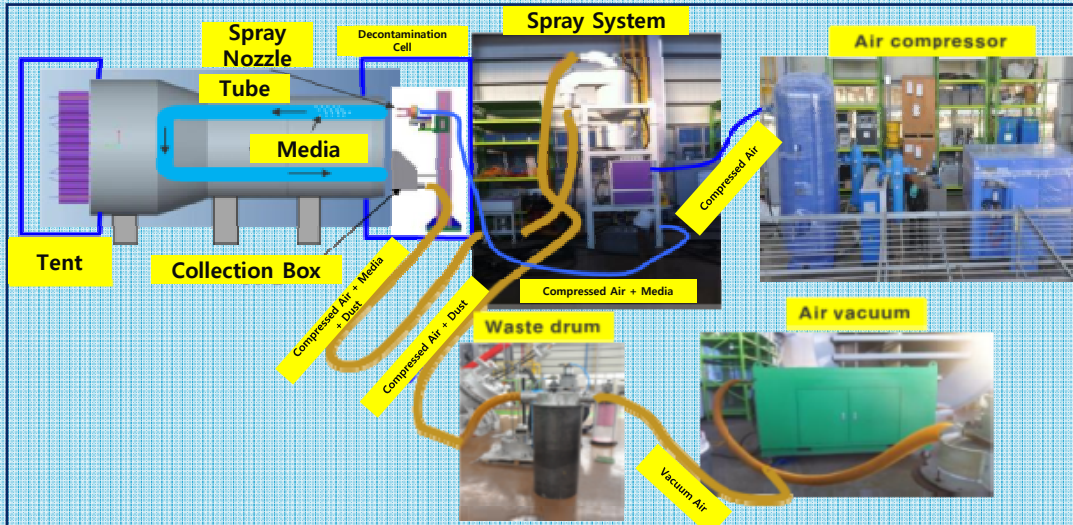 Spray System
Spray
Nozzle
Decontamination
Cell
Air compressor
Tube
Media
Compressed Air
Tent
Collection Box
Compressed Air + Media
+ Dust
Compressed Air + Dust
Compressed Air + Media
Waste drum
Air vacuum
Vacuum Air